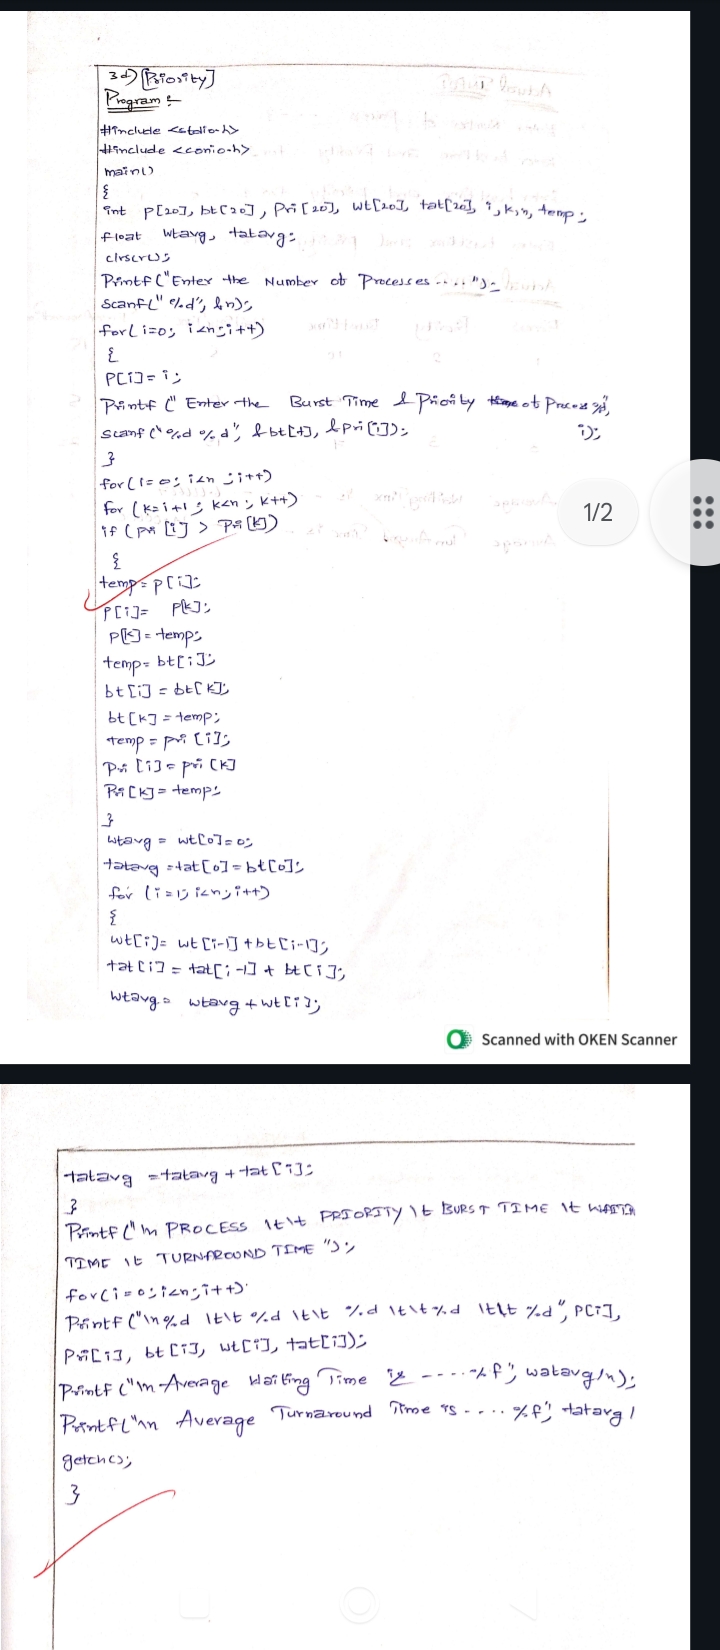 3d) [Priority]
Program :-
#include <stdio.h>
#include <conio.h>
main()
{
int p[20], bt[20], pri[20], wt[20], tat[20], i, k, n, temp;
float wtavg, tatavg;
clrscr();
Printf("Enter the Number of Processes ....");
Scanf("%d", &n);
for(i=0; i<n; i++)
{
P[i]= i;
Printf (" Enter the Burst Time & Priority of Process %d",
i);
Scanf ("%d %d", &bt[i], &pri[i]);
}
for(i=0; i<n ;i++)
for (k=i+1; k<n; k++)
if (pri [i] > Pri[k])
{
temp = p[i];
P[i]= P[k];
P[k] = temp;
temp= bt[i];
bt[i] = bt[k];
bt[k] = temp;
temp = pri [i];
Pri [i] = pri [k]
Pri [k] = temp;
}
wtavg = wt[0]=0;
tatavg =tat[0]=bt[0];
for (i=1; i<n; i++)
{
wt[i]= wt[i-1] +bt[i-1];
tat[i] = tat[i-1] + bt[i];
wtavg = wtavg + wt[i];
1/2
Scanned with OKEN Scanner
tatavg = tatavg + tat[i];
}
Printf ("\n PROCESS \t\t PRIORITY \t BURST TIME \t
TIME \t TURNAROUND TIME ");
for(i=0; i<n; i++)
Printf ("\n%d \t\t %d \t\t %d \t\t %d \t\t %d", P[i],
Pri[i], bt[i], wt[i], tat[i]);
Printf ("\n Average Waiting Time is ---- %f", watavg/n);
Printf("\n Average Turnaround Time is .... %f", tatavg /
getch();
}